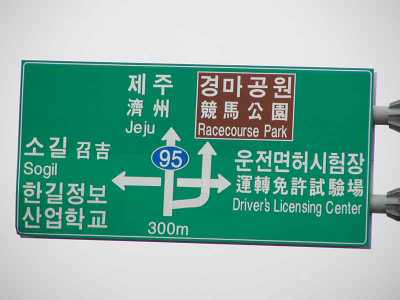 제주
濟州
Jeju
경마공원
競馬公園
Racecourse Park
소길 召吉
Sogil
한길정보
산업학교
95
운전면허시험장
運轉免許試驗場
Driver's Licensing Center
300m